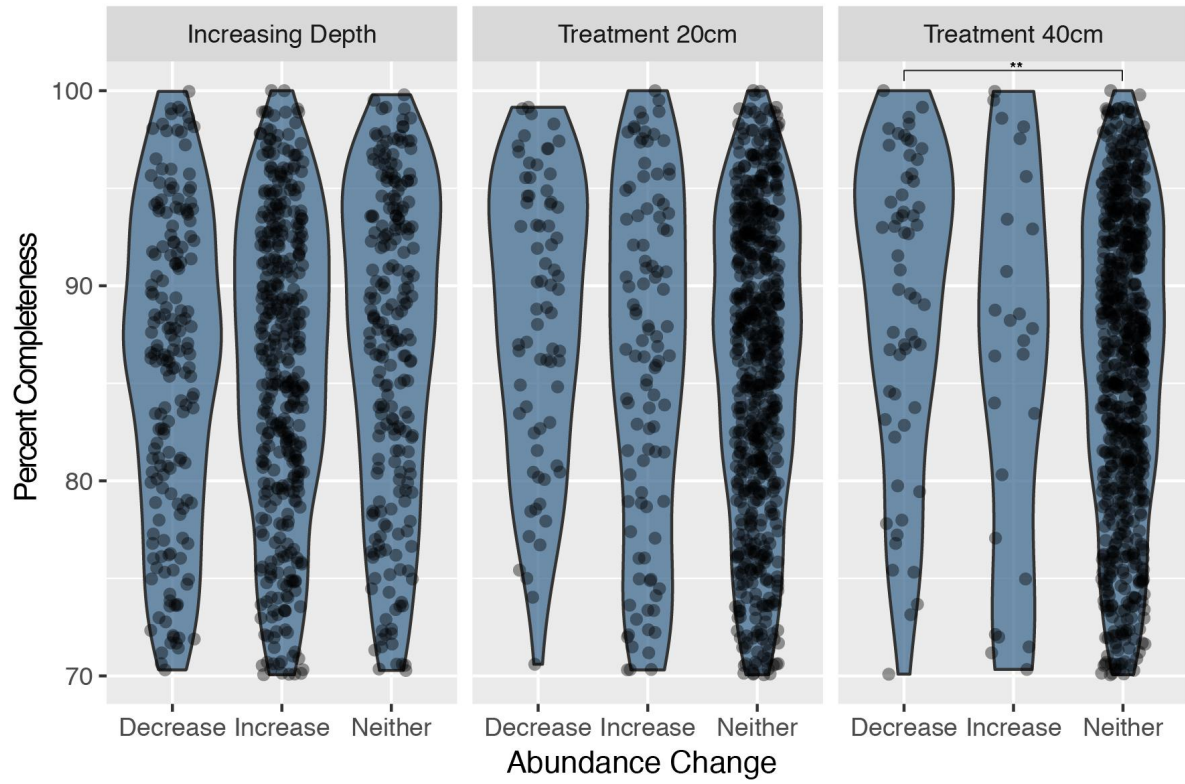 Increasing Depth
Treatment 20cm
Treatment 40cm
**
100
90
80
70
Percent Completeness
Decrease Increase Neither
Decrease Increase Neither
Decrease Increase Neither
Abundance Change